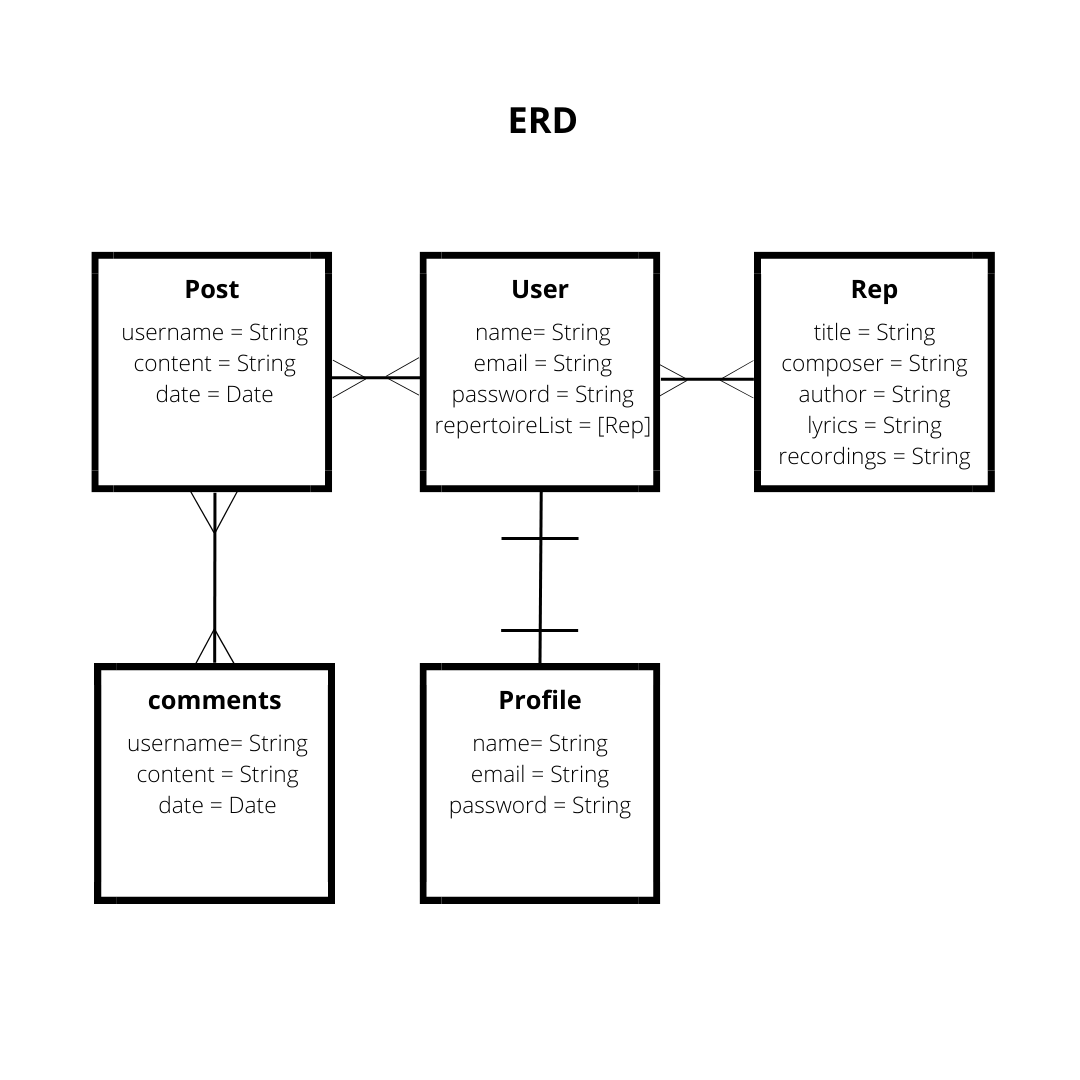 ERD
Post
username = String
content = String
date = Date
User
name= String
email = String
password = String
repertoireList = [Rep]
Rep
title = String
composer = String
author = String
lyrics = String
recordings = String
comments
username= String
content = String
date = Date
Profile
name= String
email = String
password = String